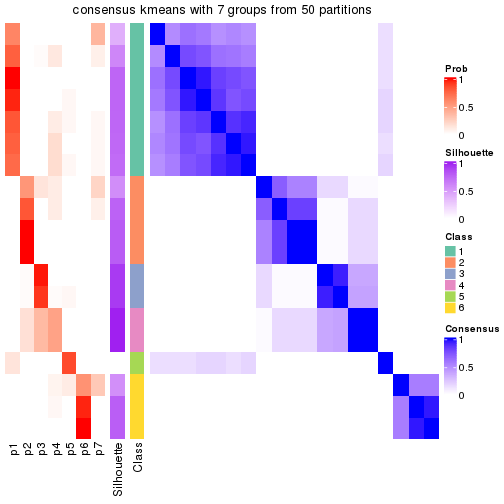 consensus kmeans with 7 groups from 50 partitions
p1
p2
p3
p4
p5
p6
p7
Silhouette
Class
Prob
1
0.5
0
Silhouette
1
0.5
0
Class
1
2
3
4
5
6
Consensus
1
0.5
0